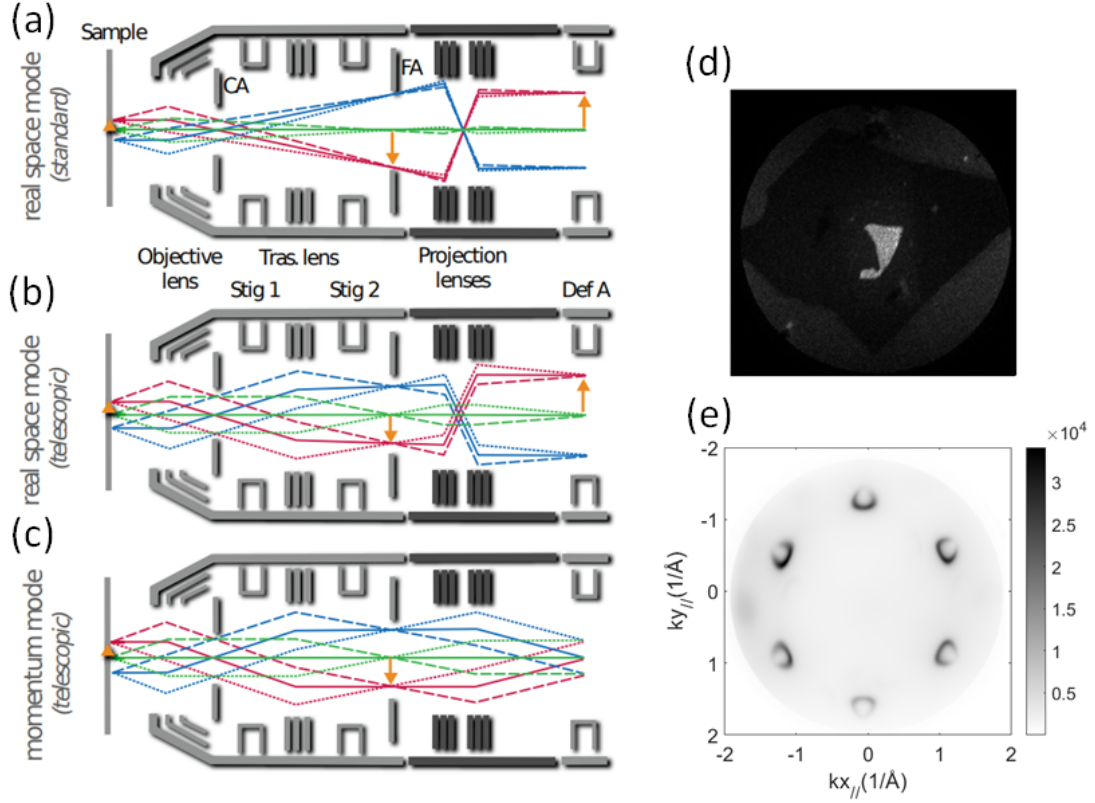 (a)
real space mode
(standard)
Sample
CA
FA
Objective
lens
Tras. lens
Projection
lenses
(b)
real space mode
(telescopic)
Stig 1
Stig 2
Def A
(c)
momentum mode
(telescopic)
(d)
(e)
×10⁴
-2
-1
0
1
2
ky//(1/Å)
-2
-1
0
1
2
kx//(1/Å)
3
2.5
2
1.5
1
0.5